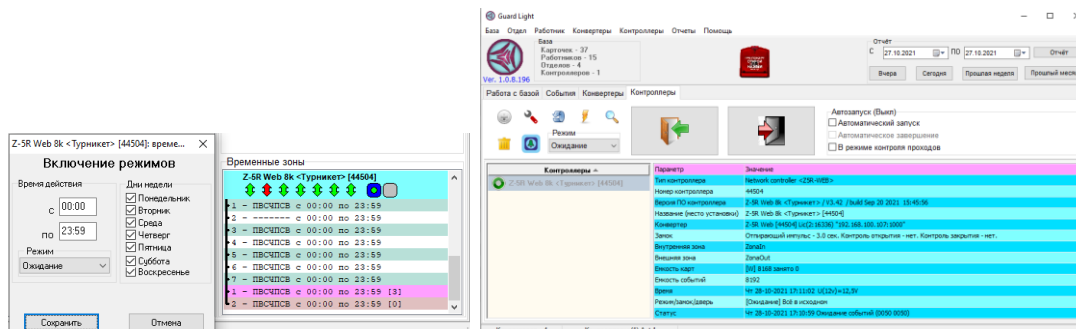 Z-5R Web 8k <Турникет> [44504]: време...
Включение режимов
Время действия
с 00:00
по 23:59
Режим
Ожидание
Дни недели
Понедельник
Вторник
Среда
Четверг
Пятница
Суббота
Воскресенье
Сохранить
Отмена
Временные зоны
Z-5R Web 8k <Турникет> [44504]
1 - ПВСЧПСВ с 00:00 по 23:59
2 - ------- с 00:00 по 23:59
3 - ПВСЧПСВ с 00:00 по 23:59
4 - ПВСЧПСВ с 00:00 по 23:59
5 - ПВСЧПСВ с 00:00 по 23:59
6 - ПВСЧПСВ с 00:00 по 23:59
7 - ПВСЧПСВ с 00:00 по 23:59
1 - ПВСЧПСВ с 00:00 по 23:59 [3]
2 - ПВСЧПСВ с 00:00 по 23:59 [0]
Guard Light
База Отдел Работник Конвертеры Контроллеры Отчеты Помощь
База
Карточек - 37
Работников - 15
Отделов - 4
Контроллеров - 1
Ver. 1.0.8.196
Отчёт
С 27.10.2021 ПО 27.10.2021 Отчёт
Вчера Сегодня Прошлая неделя Прошлый меся
Работа с базой События Конвертеры Контроллеры
Режим
Ожидание
Автозапуск (Выкл)
Автоматический запуск
Автоматическое завершение
В режиме контроля проходов
Контроллеры
Z-5R Web 8k <Турникет> [44504]
Параметр Значение
Тип контроллера Network controller <Z5R-WEB>
Номер контроллера 44504
Версия ПО контроллера Z-5R Web 8k <Турникет> / V3.42 /build Sep 20 2021 15:45:56
Название (место установки) Z-5R Web 8k <Турникет> [44504]
Конвертер Z-5R Web [44504] Lic(2:16336) "192.168.100.107:1000"
Замок Отпирающий импульс - 3.0 сек. Контроль открытия - нет. Контроль закрытия - нет.
Внутренняя зона ZonaIn
Внешняя зона ZonaOut
Емкость карт [W] 8168 занято 0
Емкость событий 8192
Время Чт 28-10-2021 17:11:02 U(12v)=12,5V
Режим/замок/дверь [Ожидание] Всё в исходном
Статус Чт 28-10-2021 17:10:59 Ожидание событий [0050 0050]